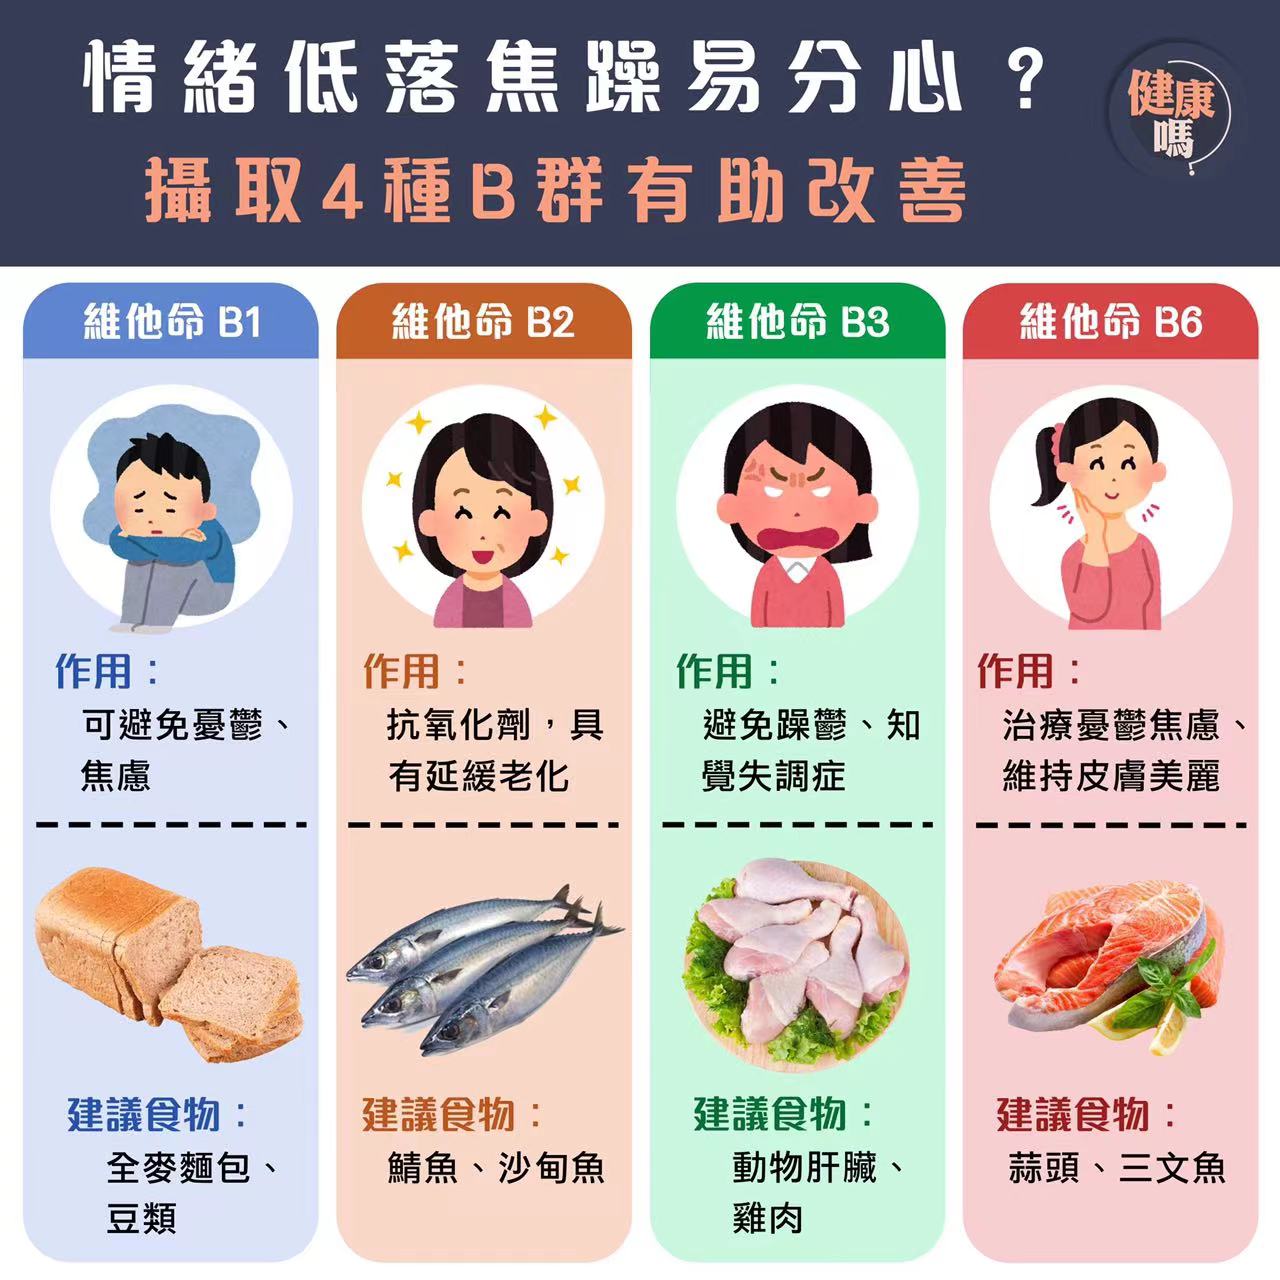 情緒低落焦躁易分心？
攝取4種B群有助改善
健康
嗎?
維他命 B1
作用：
可避免憂鬱、
焦慮
建議食物：
全麥麵包、
豆類
維他命 B2
作用：
抗氧化劑，具
有延緩老化
建議食物：
鯖魚、沙甸魚
維他命 B3
作用：
避免躁鬱、知
覺失調症
建議食物：
動物肝臟、
雞肉
維他命 B6
作用：
治療憂鬱焦慮、
維持皮膚美麗
建議食物：
蒜頭、三文魚